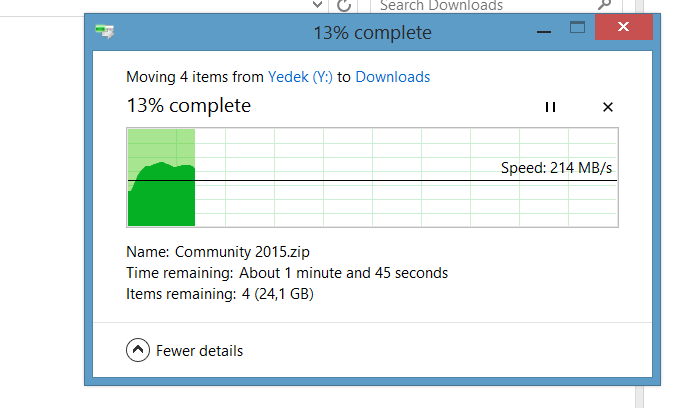 Search Downloads
13% complete
Moving 4 items from Yedek (Y:) to Downloads
13% complete
Speed: 214 MB/s
Name: Community 2015.zip
Time remaining: About 1 minute and 45 seconds
Items remaining: 4 (24,1 GB)
Fewer details